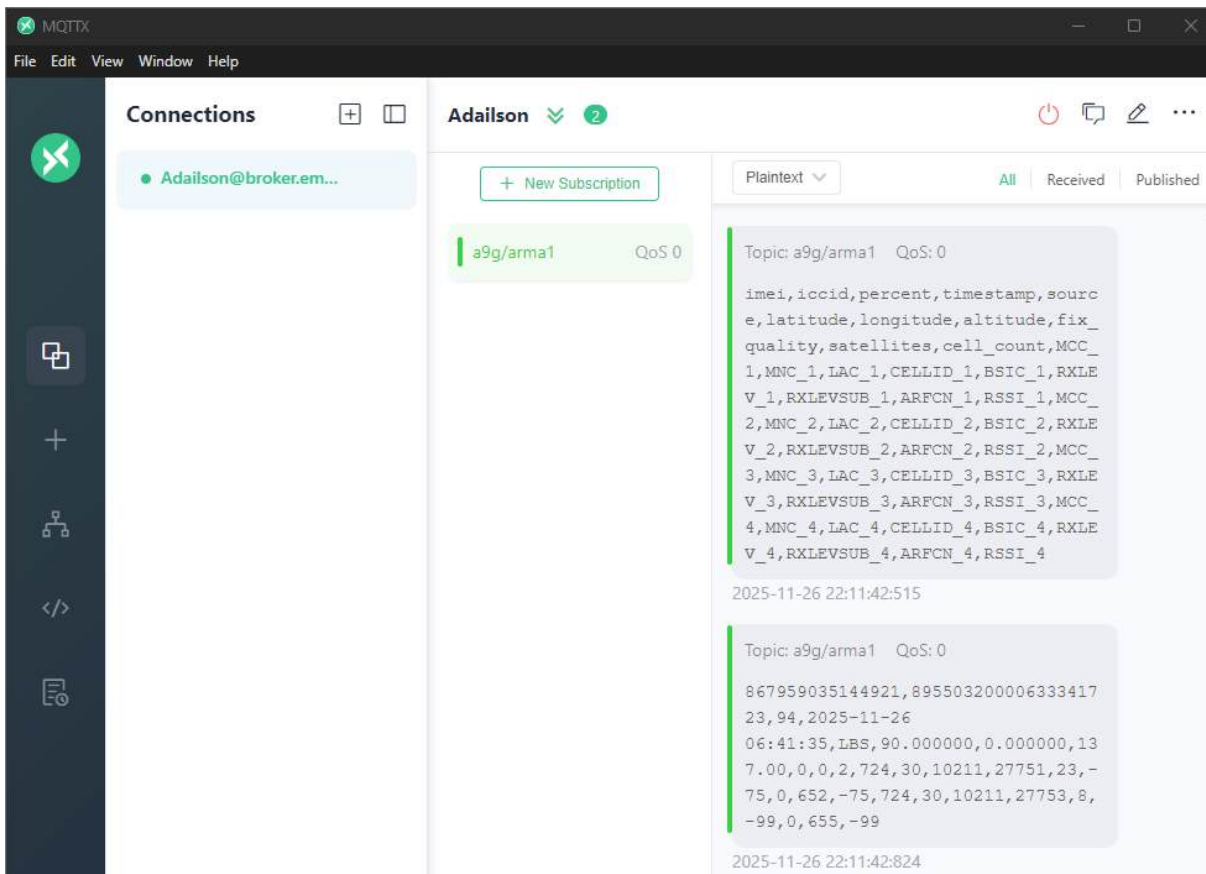 MQTTX
File Edit View Window Help
Connections
Adailson@broker.em...
Adailson 2
+ New Subscription
a9g/arma1 QoS 0
Plaintext
All Received Published
Topic: a9g/arma1 QoS: 0
imei,iccid,percent,timestamp,sourc
e,latitude,longitude,altitude,fix_
quality,satellites,cell_count,MCC_
1,MNC_1,LAC_1,CELLID_1,BSIC_1,RXLE
V_1,RXLEVSUB_1,ARFCN_1,RSSI_1,MCC_
2,MNC_2,LAC_2,CELLID_2,BSIC_2,RXLE
V_2,RXLEVSUB_2,ARFCN_2,RSSI_2,MCC_
3,MNC_3,LAC_3,CELLID_3,BSIC_3,RXLE
V_3,RXLEVSUB_3,ARFCN_3,RSSI_3,MCC_
4,MNC_4,LAC_4,CELLID_4,BSIC_4,RXLE
V_4,RXLEVSUB_4,ARFCN_4,RSSI_4
2025-11-26 22:11:42:515
Topic: a9g/arma1 QoS: 0
867959035144921,895503200006333417
23,94,2025-11-26
06:41:35,LBS,90.000000,0.000000,13
7.00,0,0,2,724,30,10211,27751,23,-
75,0,652,-75,724,30,10211,27753,8,
-99,0,655,-99
2025-11-26 22:11:42:824